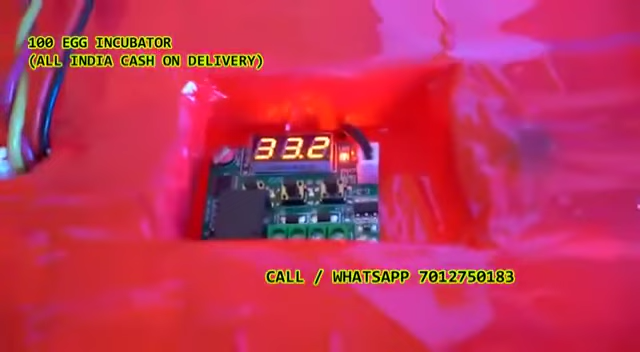 100 EGG INCUBATOR
(ALL INDIA CASH ON DELIVERY)
33.2
CALL / WHATSAPP 7012750183